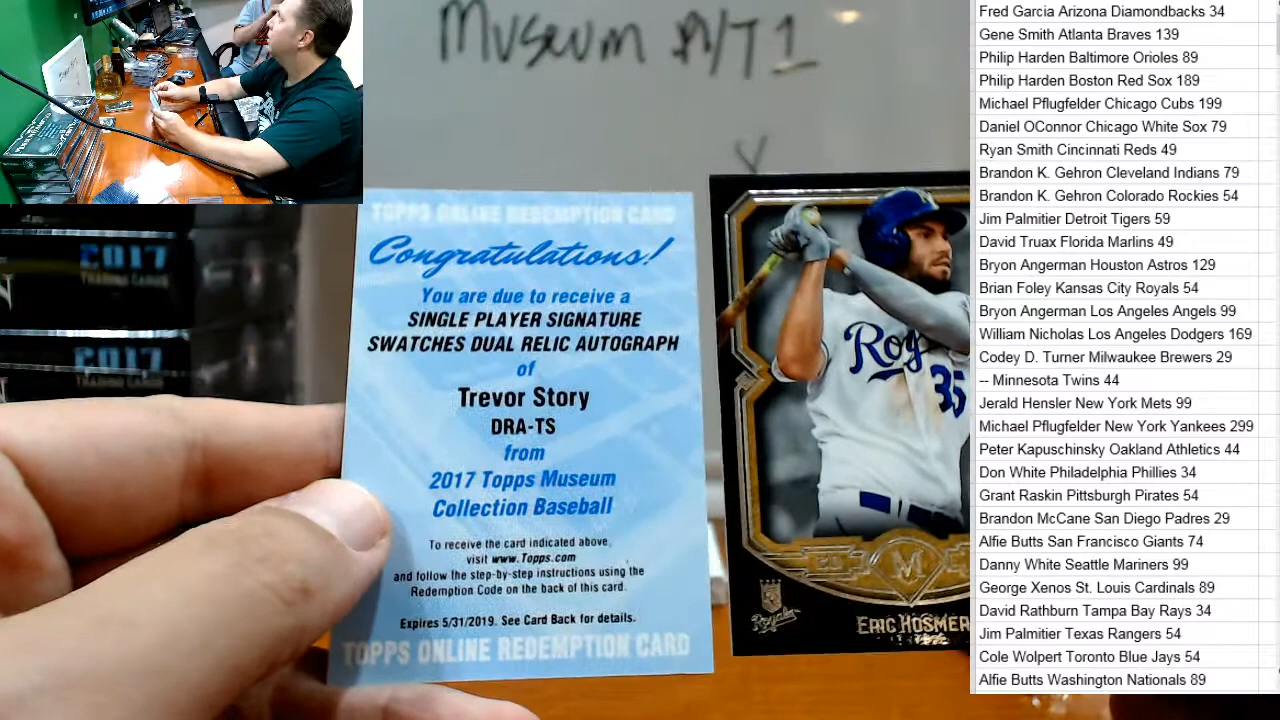 Museum
2017
TRADING CARDS
2017
TRADING CARDS
TOPPS ONLINE REDEMPTION CARD
Congratulations!
You are due to receive a
SINGLE PLAYER SIGNATURE
SWATCHES DUAL RELIC AUTOGRAPH
of
Trevor Story
DRA-TS
from
2017 Topps Museum
Collection Baseball
To receive the card indicated above,
visit www.Topps.com
and follow the step-by-step instructions using the
Redemption Code on the back of this card.
Expires 5/31/2019. See Card Back for details.
TOPPS ONLINE REDEMPTION CARD
Roy
35
M
Royals
ERIC HOSMER
Fred Garcia Arizona Diamondbacks 34
Gene Smith Atlanta Braves 139
Philip Harden Baltimore Orioles 89
Philip Harden Boston Red Sox 189
Michael Pflugfelder Chicago Cubs 199
Daniel OConnor Chicago White Sox 79
Ryan Smith Cincinnati Reds 49
Brandon K. Gehron Cleveland Indians 79
Brandon K. Gehron Colorado Rockies 54
Jim Palmitier Detroit Tigers 59
David Truax Florida Marlins 49
Bryon Angerman Houston Astros 129
Brian Foley Kansas City Royals 54
Bryon Angerman Los Angeles Angels 99
William Nicholas Los Angeles Dodgers 169
Codey D. Turner Milwaukee Brewers 29
-- Minnesota Twins 44
Jerald Hensler New York Mets 99
Michael Pflugfelder New York Yankees 299
Peter Kapuschinsky Oakland Athletics 44
Don White Philadelphia Phillies 34
Grant Raskin Pittsburgh Pirates 54
Brandon McCane San Diego Padres 29
Alfie Butts San Francisco Giants 74
Danny White Seattle Mariners 99
George Xenos St. Louis Cardinals 89
David Rathburn Tampa Bay Rays 34
Jim Palmitier Texas Rangers 54
Cole Wolpert Toronto Blue Jays 54
Alfie Butts Washington Nationals 89